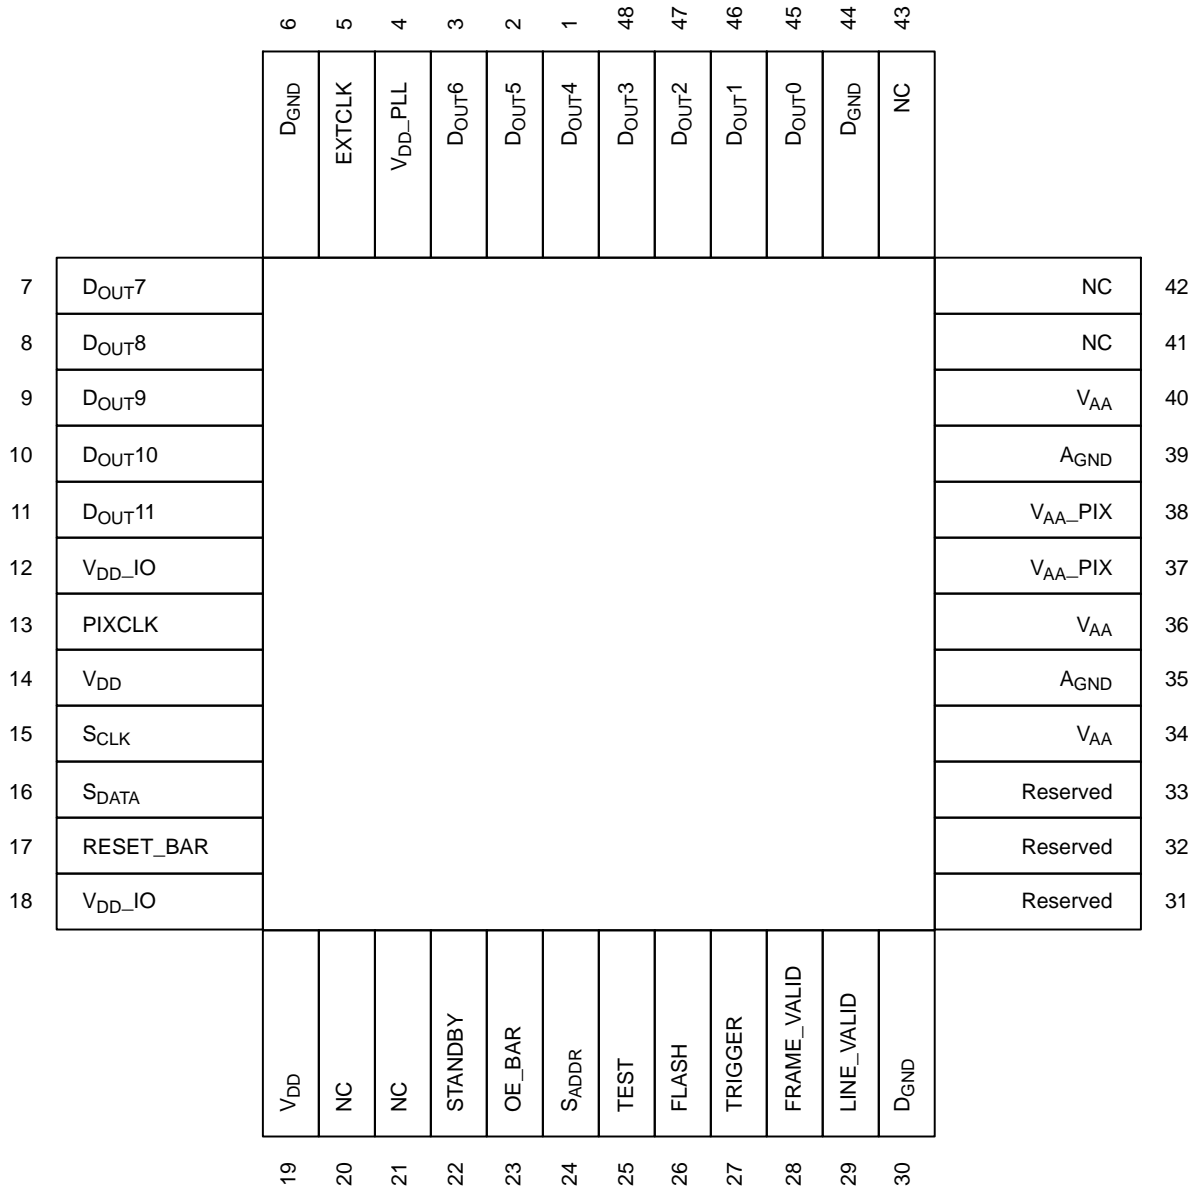 6 5 4 3 2 1 48 47 46 45 44 43
DGND EXTCLK VDD_PLL DOUT6 DOUT5 DOUT4 DOUT3 DOUT2 DOUT1 DOUT0 DGND NC
7 DOUT7 NC 42
8 DOUT8 NC 41
9 DOUT9 VAA 40
10 DOUT10 AGND 39
11 DOUT11 VAA_PIX 38
12 VDD_IO VAA_PIX 37
13 PIXCLK VAA 36
14 VDD AGND 35
15 SCLK VAA 34
16 SDATA Reserved 33
17 RESET_BAR Reserved 32
18 VDD_IO Reserved 31
VDD NC NC STANDBY OE_BAR SADDR TEST FLASH TRIGGER FRAME_VALID LINE_VALID DGND
19 20 21 22 23 24 25 26 27 28 29 30